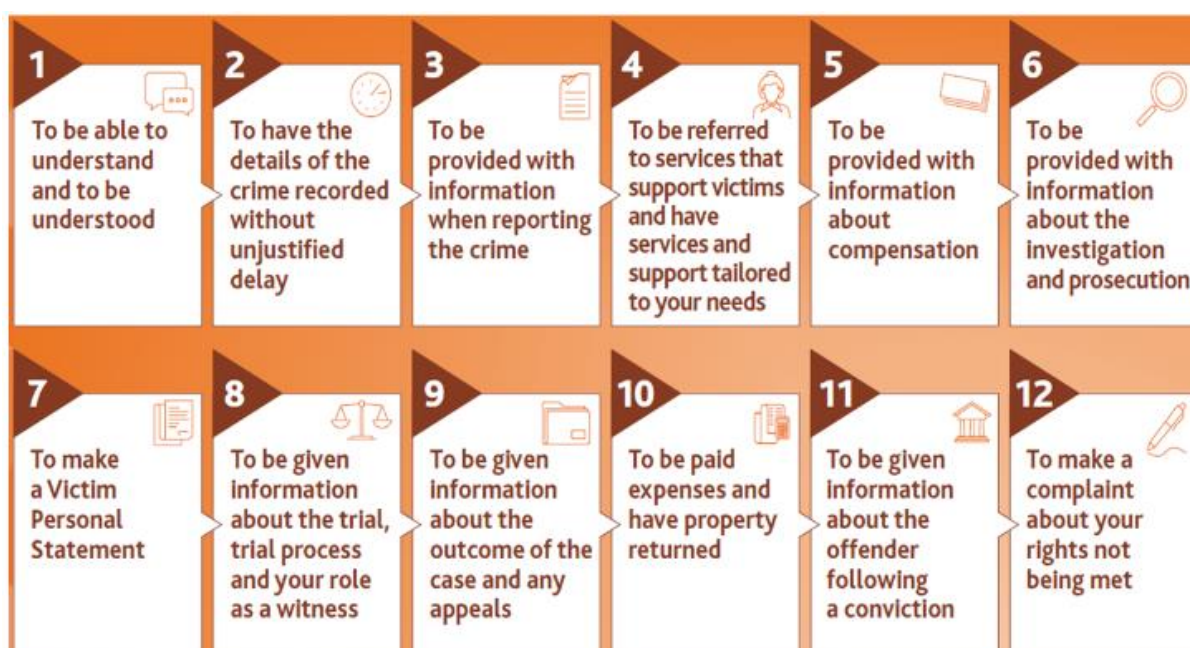 1
To be able to
understand
and to be
understood
2
To have the
details of the
crime recorded
without
unjustified
delay
3
To be
provided with
information
when reporting
the crime
4
To be referred
to services that
support victims
and have
services and
support tailored
to your needs
5
To be
provided with
information
about
compensation
6
To be
provided with
information
about the
investigation
and prosecution
7
To make
a Victim
Personal
Statement
8
To be given
information
about the trial,
trial process
and your role
as a witness
9
To be given
information
about the
outcome of the
case and any
appeals
10
To be paid
expenses and
have property
returned
11
To be given
information
about the
offender
following
a conviction
12
To make a
complaint
about your
rights not
being met